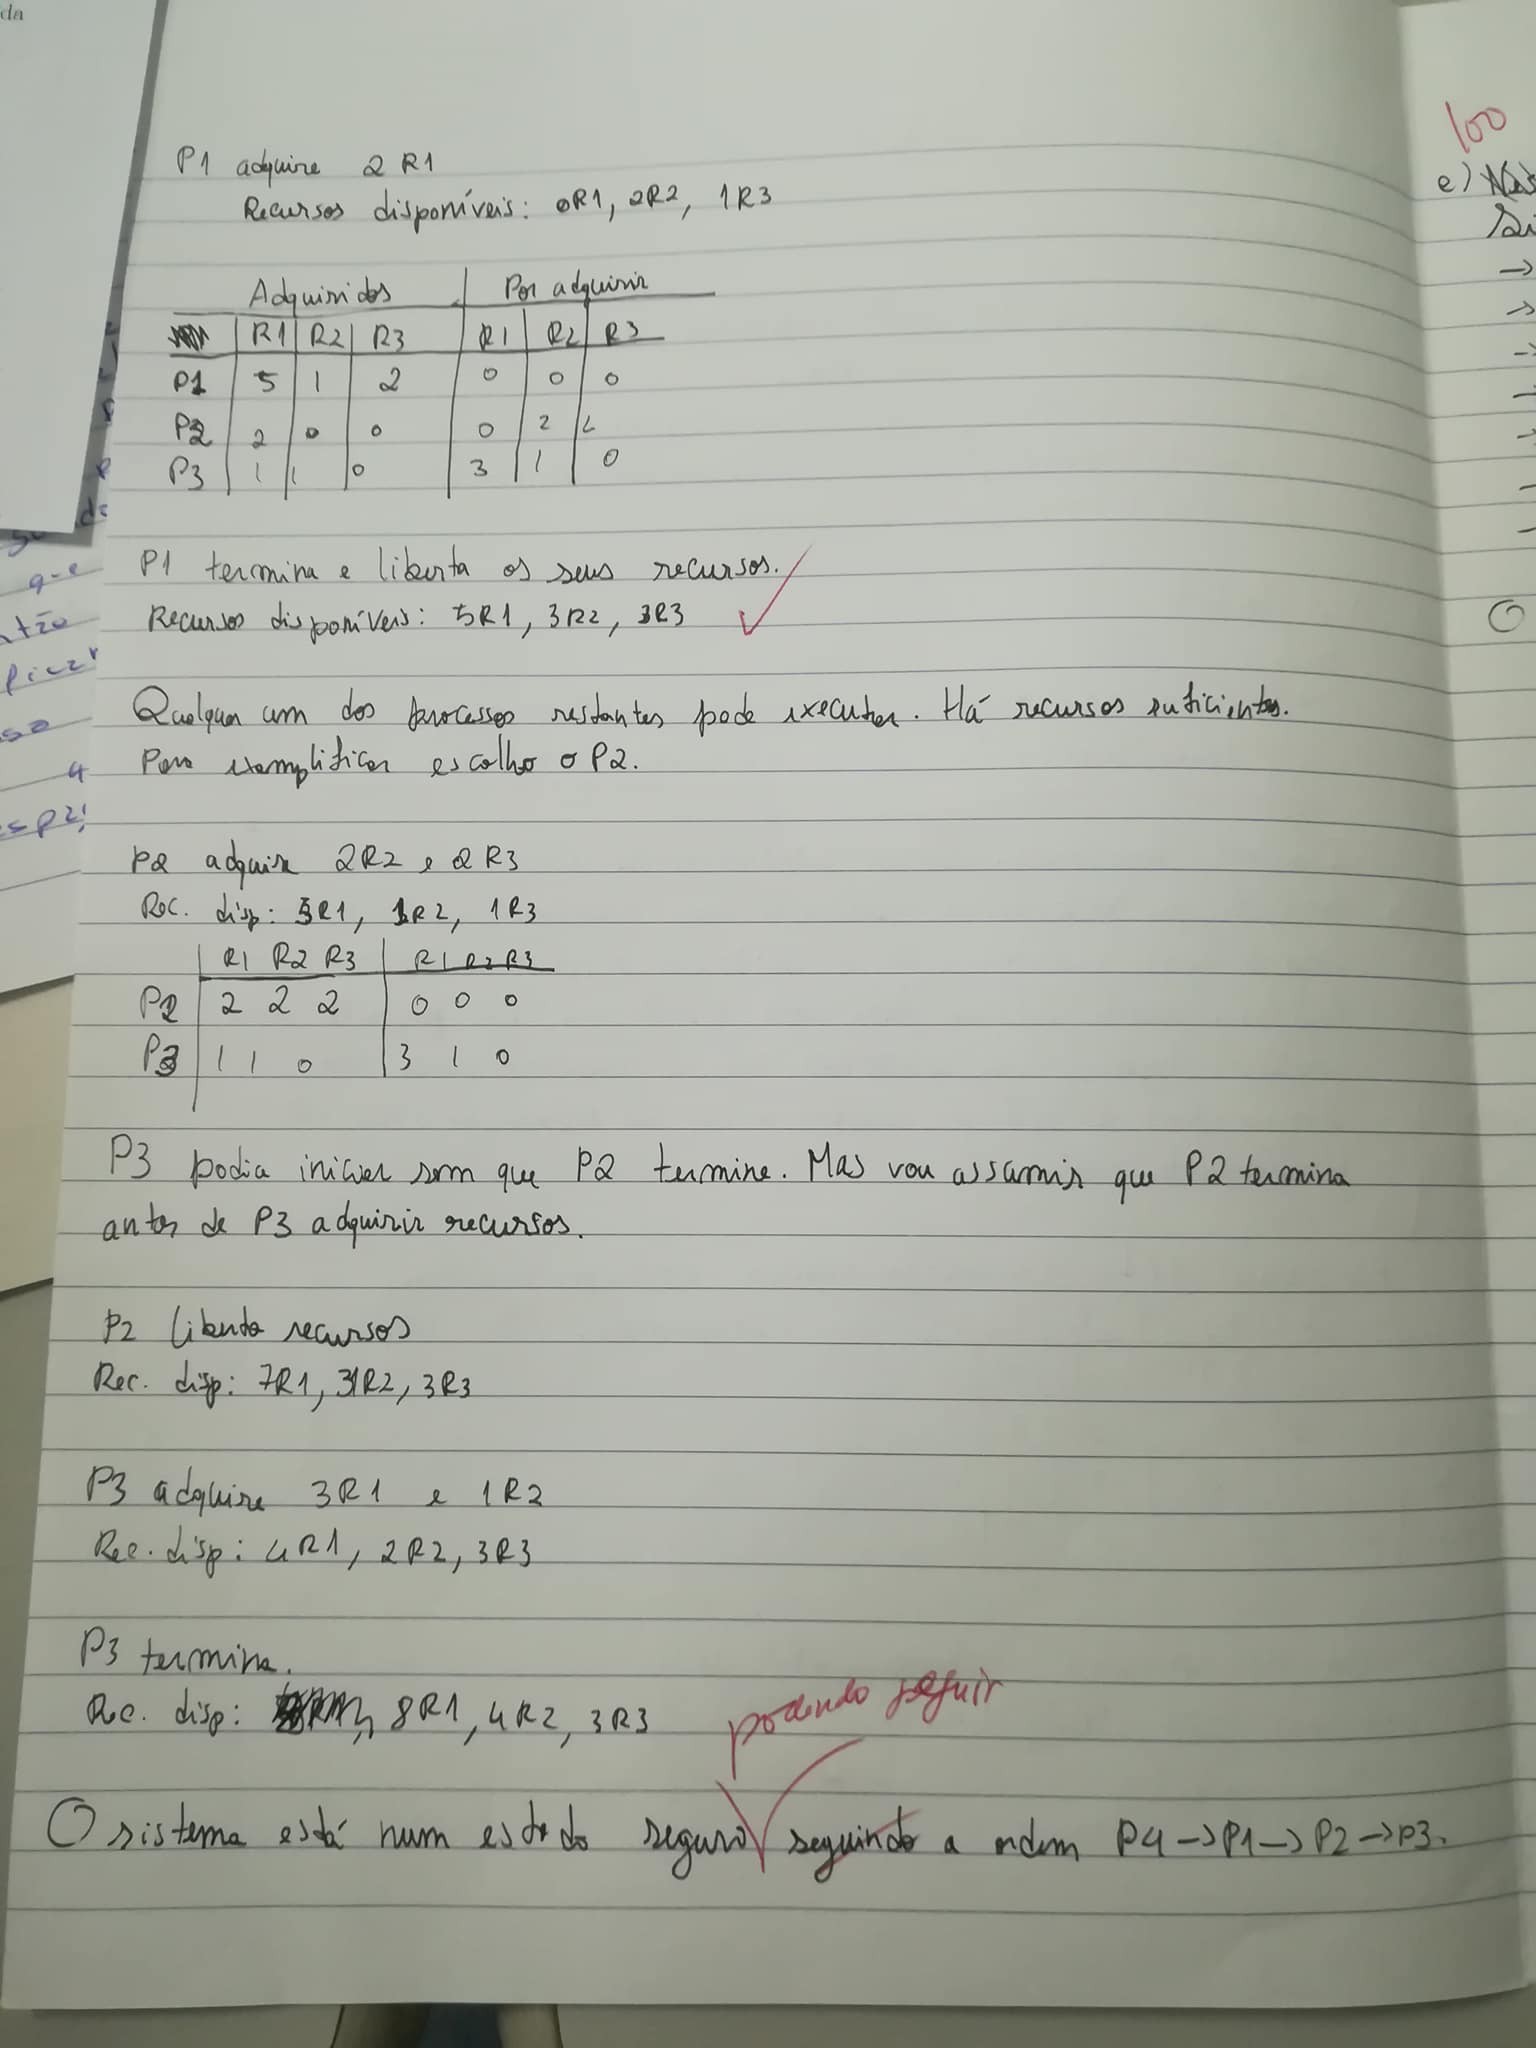 da
P1 adquire 2 R1
Recursos disponíveis: 0R1, 2R2, 1R3
Adquiridos Por adquirir
R1 R2 R3 R1 R2 R3
P1 5 1 2 0 0 0
P2 2 0 0 0 2 2
P3 1 1 0 3 1 0
P1 termina e liberta os seus recursos.
Recursos disponíveis: 5R1, 3R2, 3R3
Qualquer um dos processos restantes pode executar. Há recursos suficientes.
Para exemplificar escolho o P2.
P2 adquire 2R2 e 2R3
Rec. disp: 5R1, 1R2, 1R3
R1 R2 R3 R1 R2 R3
P2 2 2 2 0 0 0
P3 1 1 0 3 1 0
P3 podia iniciar sem que P2 termine. Mas vou assumir que P2 termina
antes de P3 adquirir recursos.
P2 liberta recursos
Rec. disp: 7R1, 3R2, 3R3
P3 adquire 3R1 e 1R2
Rec. disp: 4R1, 2R2, 3R3
P3 termina.
Rec. disp: 8R1, 4R2, 3R3
podendo seguir
O sistema está num estado seguro seguindo a ordem P4 -> P1 -> P2 -> P3.
que
100
e)